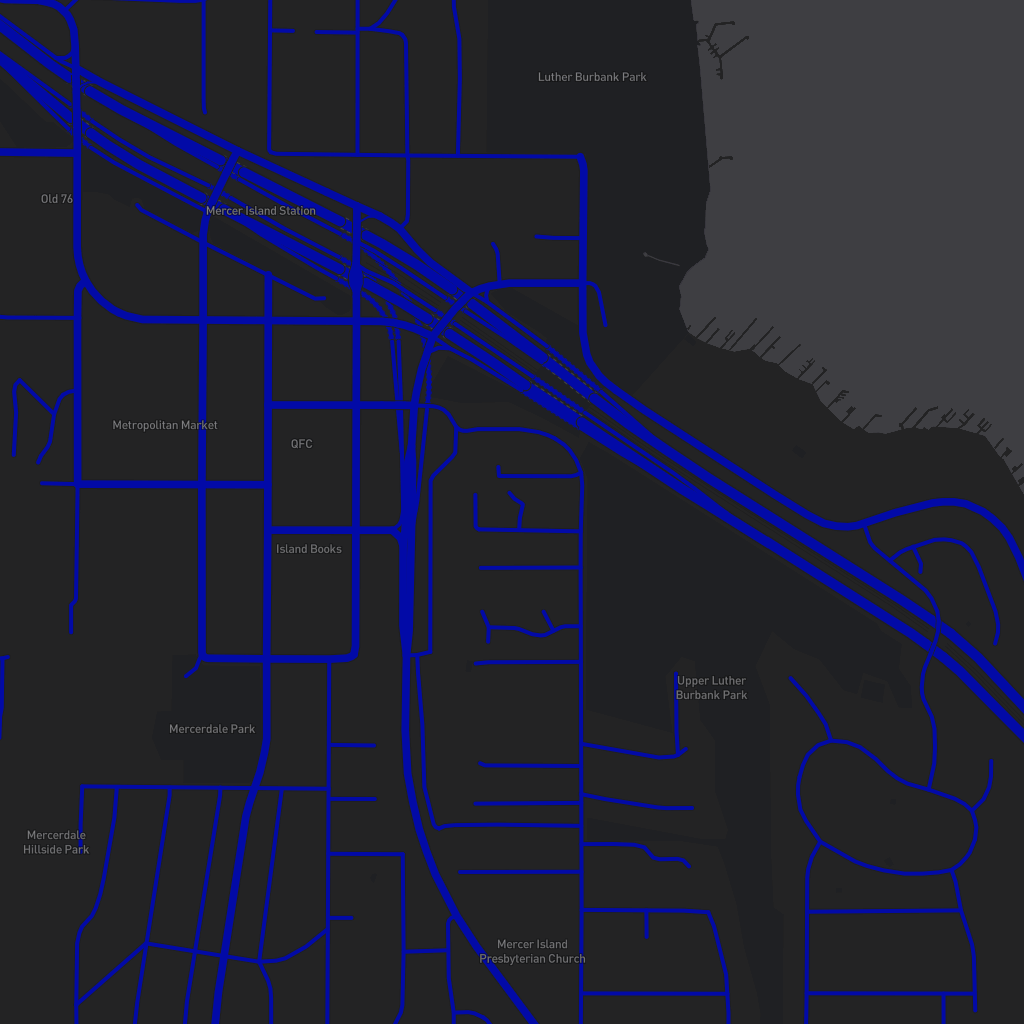 Luther Burbank Park
Old 76
Mercer Island Station
Metropolitan Market
QFC
Island Books
Upper Luther
Burbank Park
Mercerdale Park
Mercerdale
Hillside Park
Mercer Island
Presbyterian Church